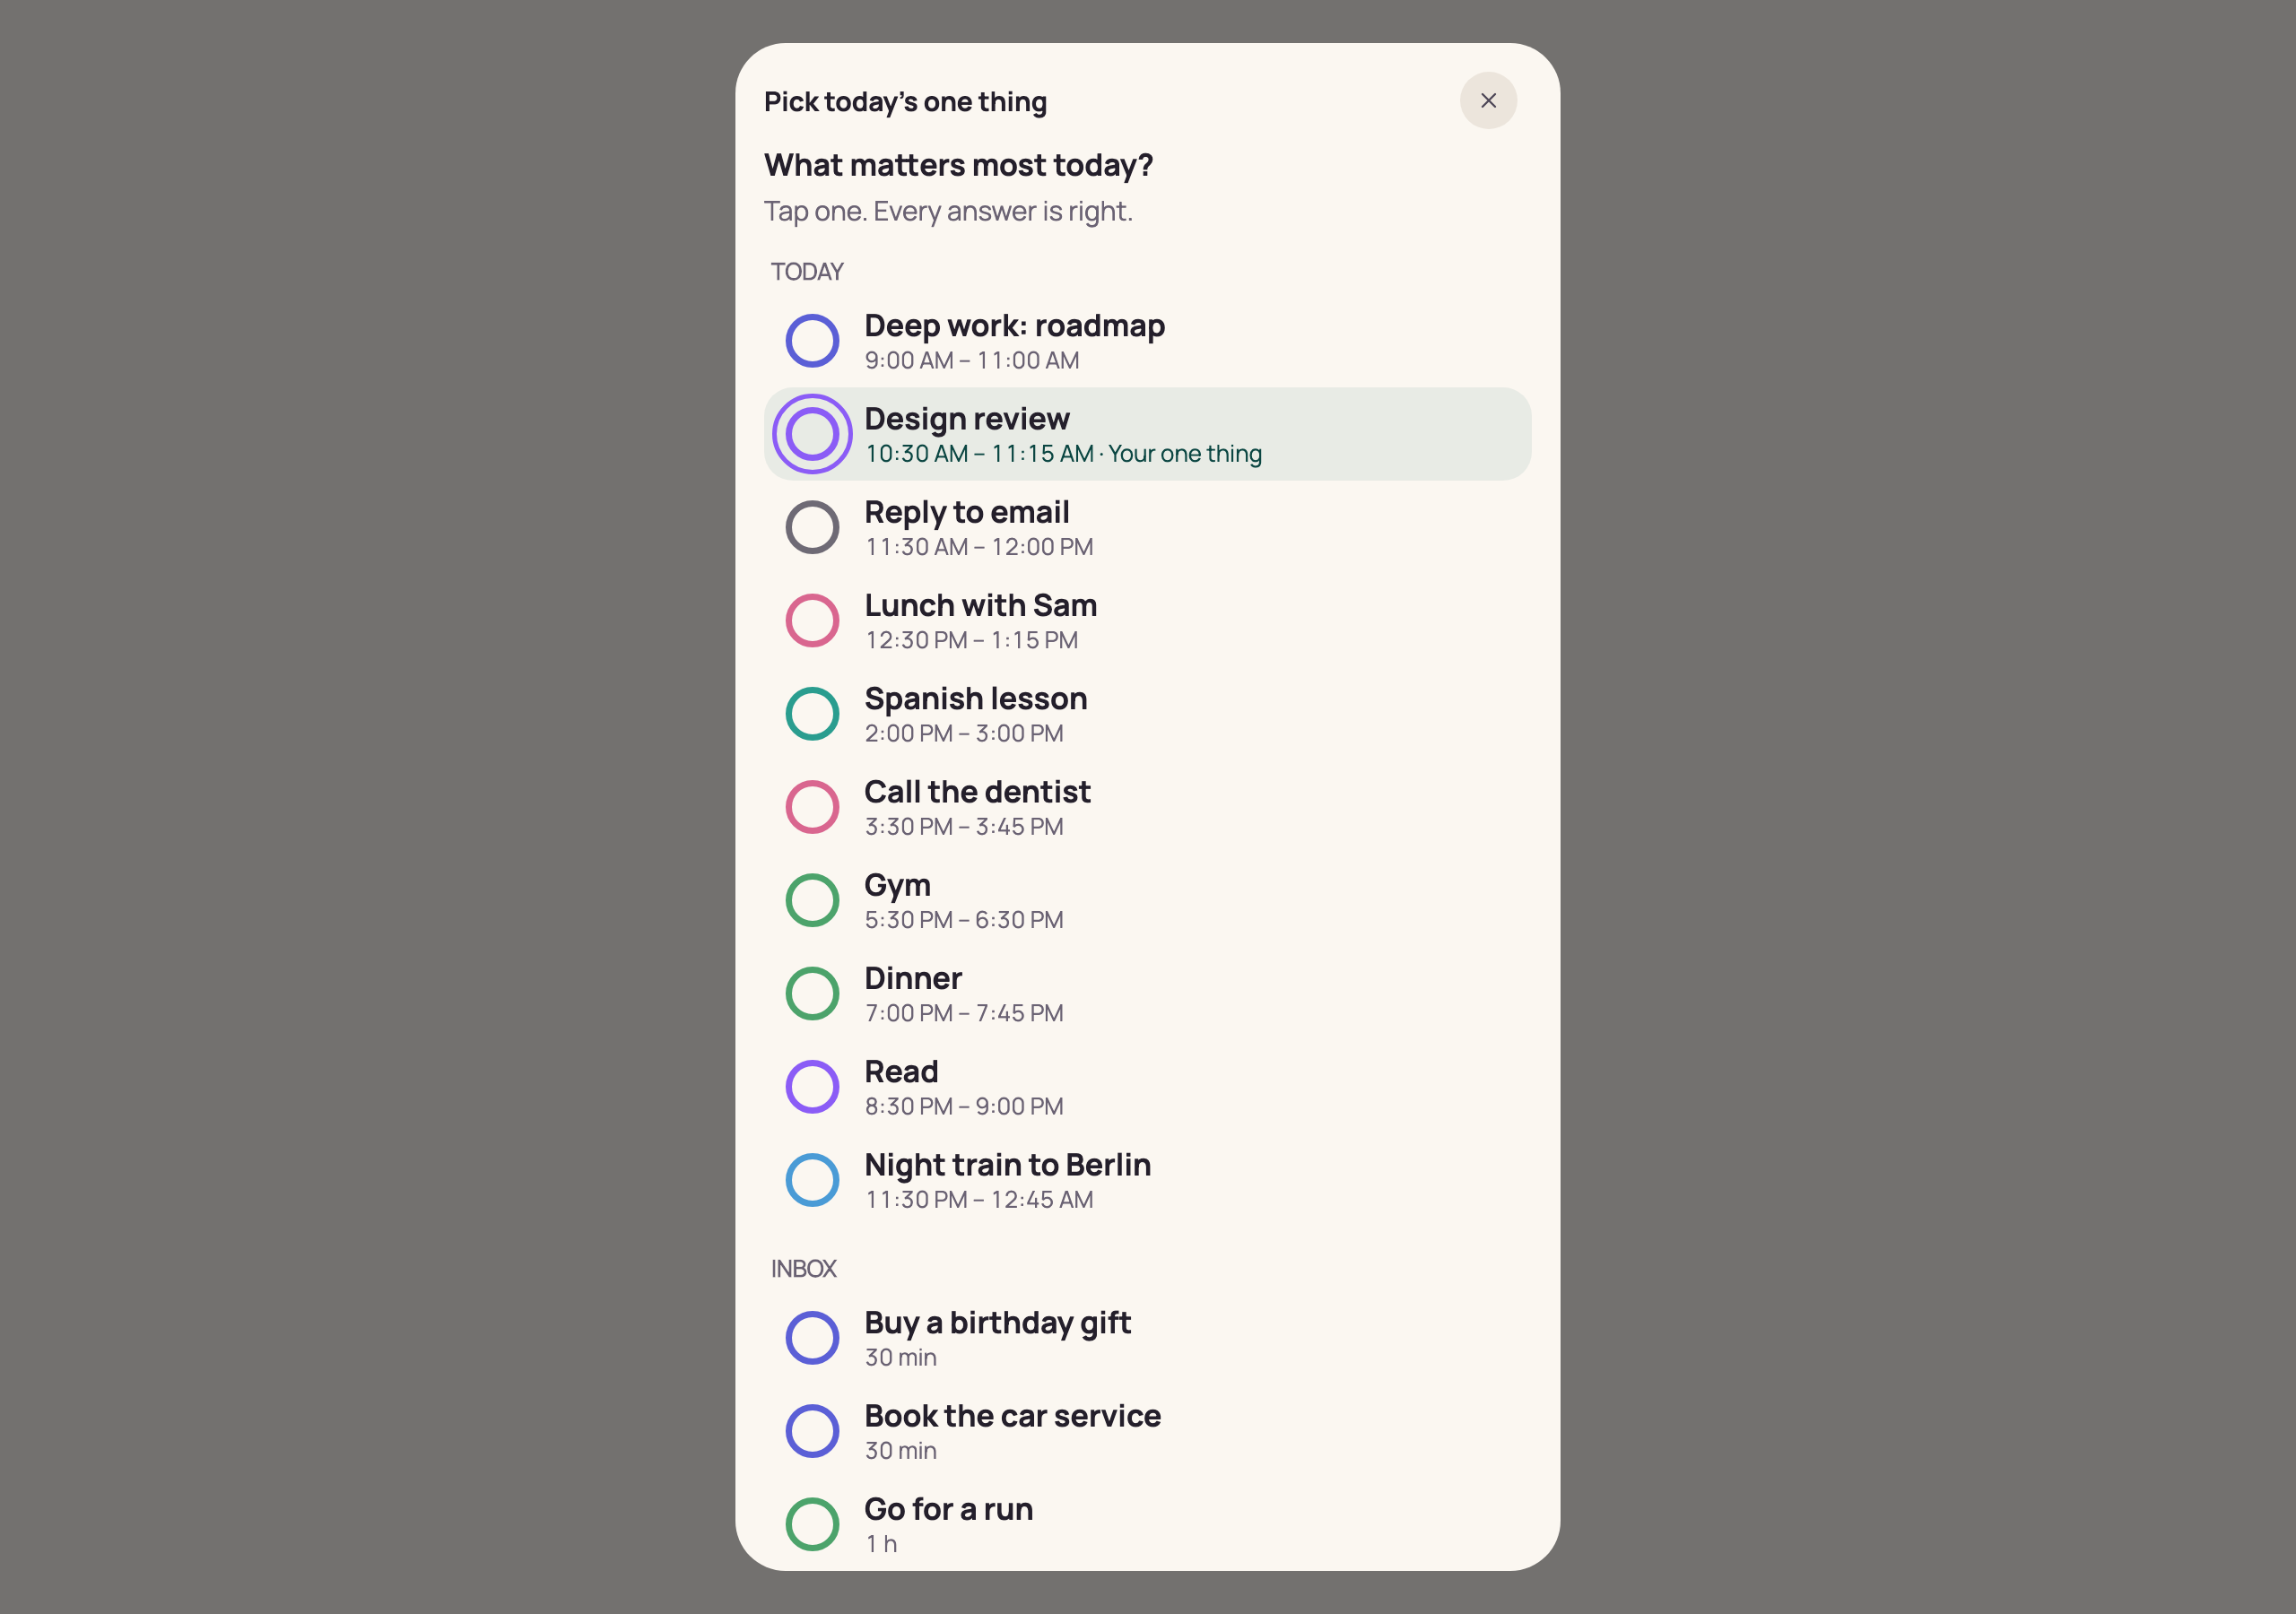 Pick today’s one thing
What matters most today?
Tap one. Every answer is right.
TODAY
Deep work: roadmap
9:00 AM – 11:00 AM
Design review
10:30 AM – 11:15 AM · Your one thing
Reply to email
11:30 AM – 12:00 PM
Lunch with Sam
12:30 PM – 1:15 PM
Spanish lesson
2:00 PM – 3:00 PM
Call the dentist
3:30 PM – 3:45 PM
Gym
5:30 PM – 6:30 PM
Dinner
7:00 PM – 7:45 PM
Read
8:30 PM – 9:00 PM
Night train to Berlin
11:30 PM – 12:45 AM
INBOX
Buy a birthday gift
30 min
Book the car service
30 min
Go for a run
1 h